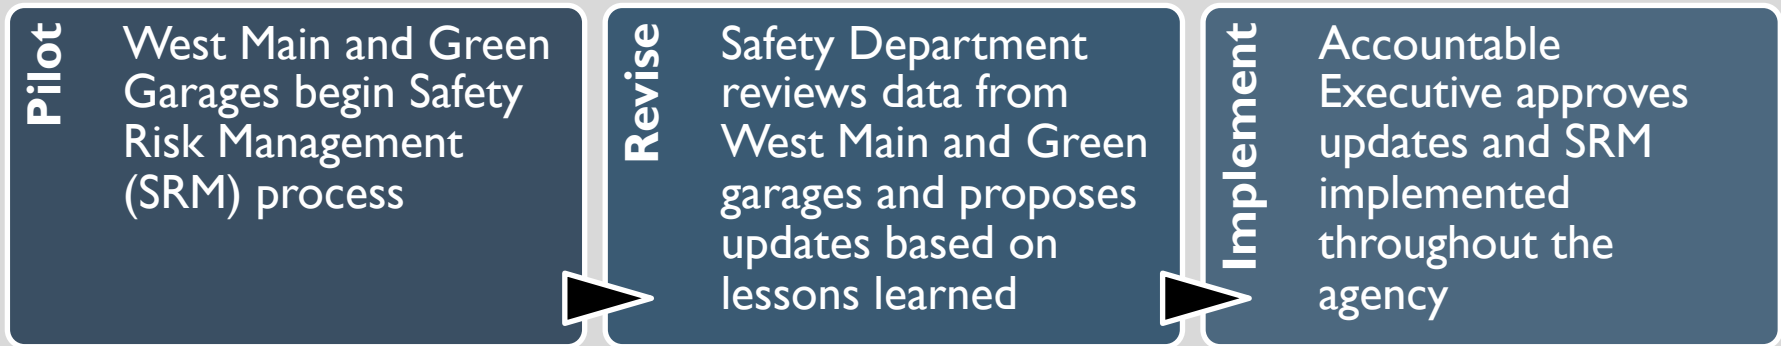 Pilot
West Main and Green
Garages begin Safety
Risk Management
(SRM) process
Revise
Safety Department
reviews data from
West Main and Green
garages and proposes
updates based on
lessons learned
Implement
Accountable
Executive approves
updates and SRM
implemented
throughout the
agency